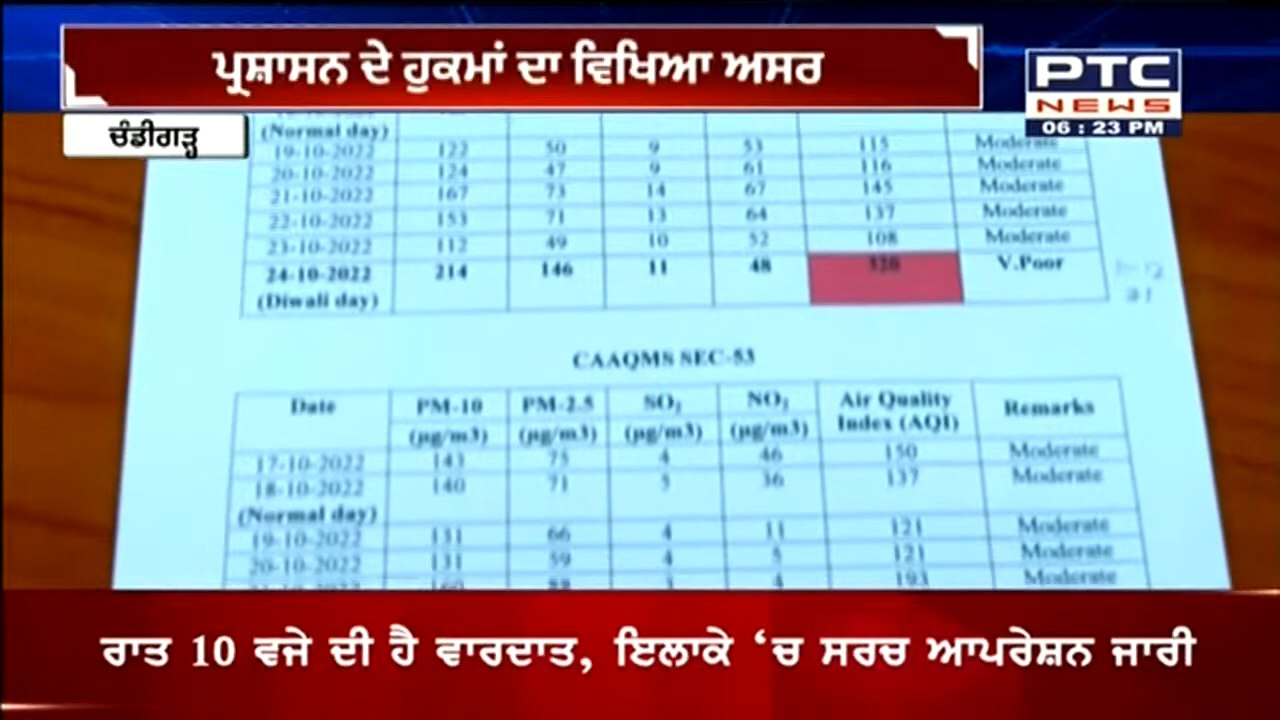 ਪ੍ਰਸ਼ਾਸਨ ਦੇ ਹੁਕਮਾਂ ਦਾ ਵਿਖਿਆ ਅਸਰ
PTC
NEWS
06 : 23 PM
ਚੰਡੀਗੜ੍ਹ
(Normal day)
19-10-2022 122 50 9 53 115 Moderate
20-10-2022 124 47 9 61 116 Moderate
21-10-2022 167 73 14 67 145 Moderate
22-10-2022 153 71 13 64 137 Moderate
23-10-2022 112 49 10 52 108 Moderate
24-10-2022 214 146 11 48 320 V.Poor
(Diwali day)
CAAQMS SEC-53
Date PM-10 PM-2.5 SO2 NO2 Air Quality Remarks
(µg/m3) (µg/m3) (µg/m3) (µg/m3) Index (AQI)
17-10-2022 143 75 4 46 150 Moderate
18-10-2022 140 71 5 36 137 Moderate
(Normal day)
19-10-2022 131 66 4 11 121 Moderate
20-10-2022 131 59 4 5 121 Moderate
160 88 3 4 193 Moderate
ਰਾਤ 10 ਵਜੇ ਦੀ ਹੈ ਵਾਰਦਾਤ, ਇਲਾਕੇ ‘ਚ ਸਰਚ ਆਪਰੇਸ਼ਨ ਜਾਰੀ